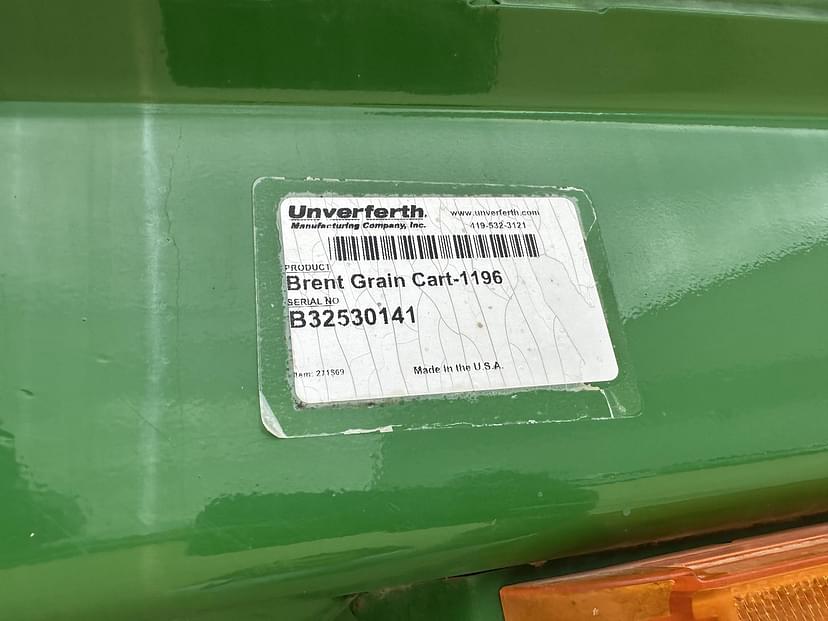 Unverferth. www.unverferth.com
Manufacturing Company, Inc. 419-532-3121
PRODUCT
Brent Grain Cart-1196
SERIAL NO
B32530141
Item: Made in the U.S.A.